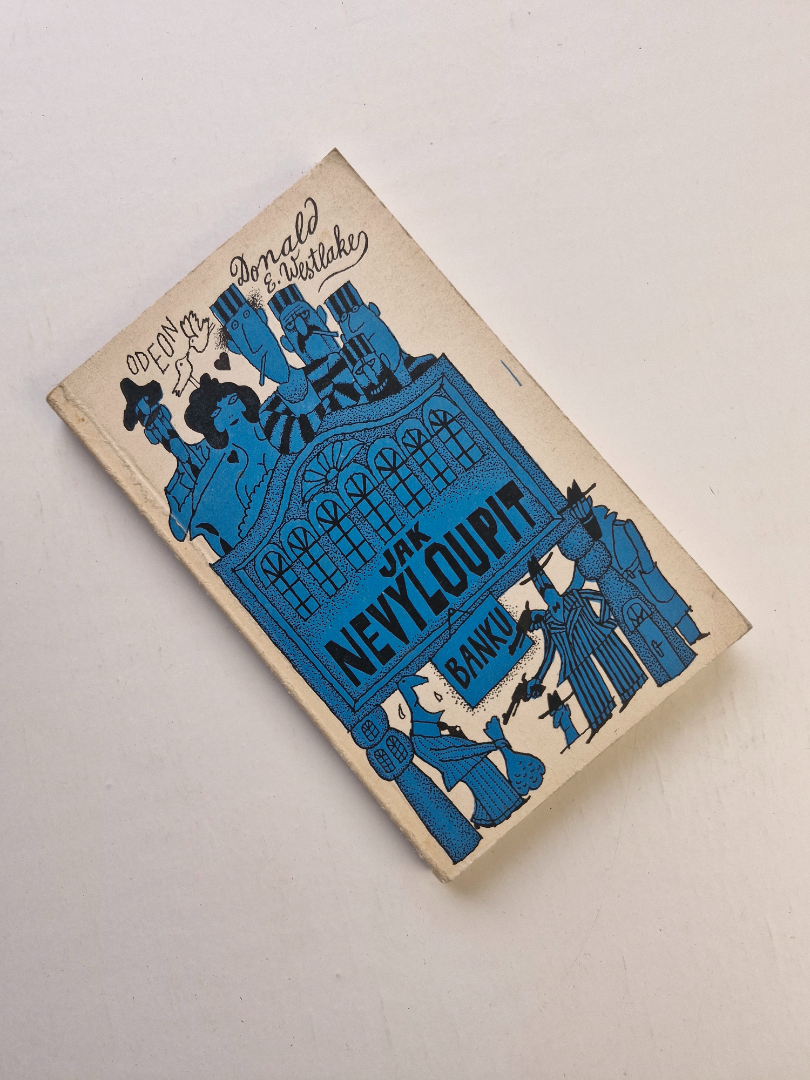 Donald
E. Westlake
ODEON
JAK
NEVYLOUPIT
BANKU